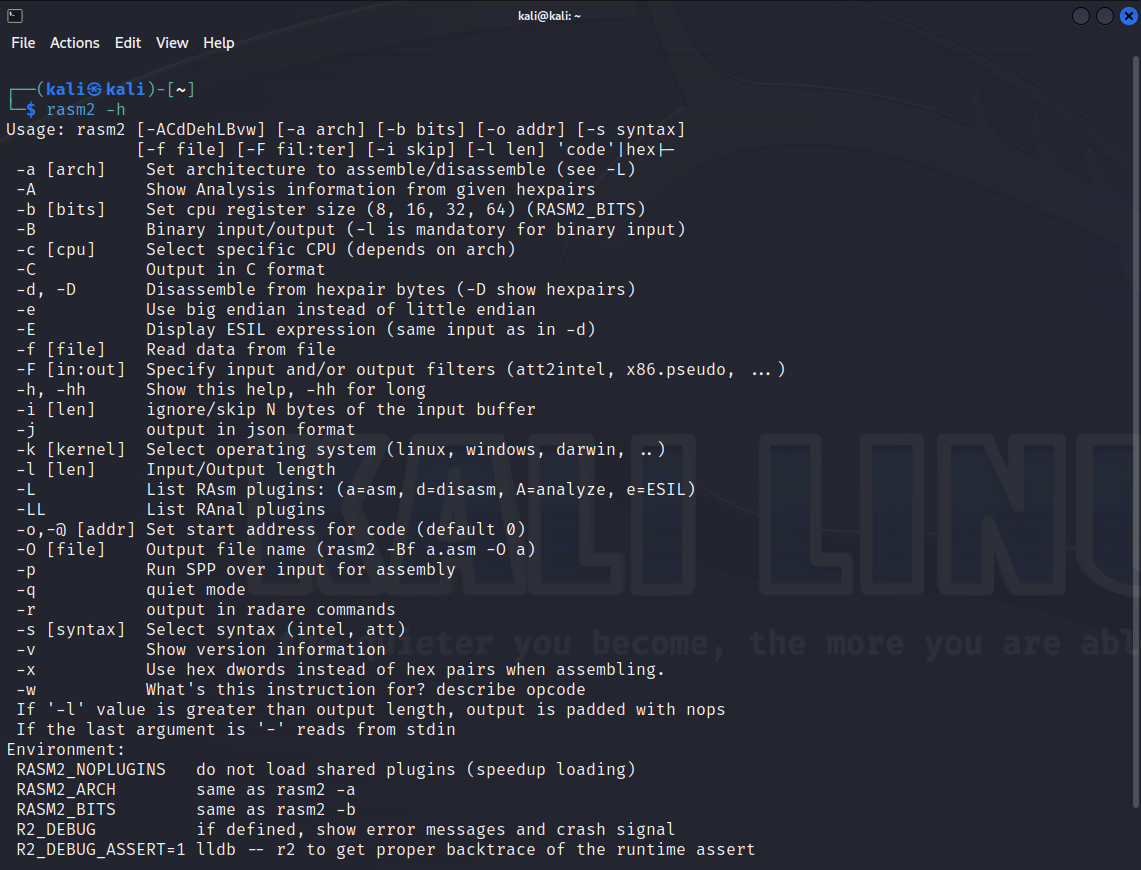 kali@kali: ~
File Actions Edit View Help
┌──(kali㉿kali)-[~]
└─$ rasm2 -h
Usage: rasm2 [-ACdDehLBvw] [-a arch] [-b bits] [-o addr] [-s syntax]
             [-f file] [-F fil:ter] [-i skip] [-l len] 'code'|hex|-
 -a [arch]    Set architecture to assemble/disassemble (see -L)
 -A           Show Analysis information from given hexpairs
 -b [bits]    Set cpu register size (8, 16, 32, 64) (RASM2_BITS)
 -B           Binary input/output (-l is mandatory for binary input)
 -c [cpu]     Select specific CPU (depends on arch)
 -C           Output in C format
 -d, -D       Disassemble from hexpair bytes (-D show hexpairs)
 -e           Use big endian instead of little endian
 -E           Display ESIL expression (same input as in -d)
 -f [file]    Read data from file
 -F [in:out]  Specify input and/or output filters (att2intel, x86.pseudo, ...)
 -h, -hh      Show this help, -hh for long
 -i [len]     ignore/skip N bytes of the input buffer
 -j           output in json format
 -k [kernel]  Select operating system (linux, windows, darwin, ..)
 -l [len]     Input/Output length
 -L           List RAsm plugins: (a=asm, d=disasm, A=analyze, e=ESIL)
 -LL          List RAnal plugins
 -o,-@ [addr] Set start address for code (default 0)
 -O [file]    Output file name (rasm2 -Bf a.asm -O a)
 -p           Run SPP over input for assembly
 -q           quiet mode
 -r           output in radare commands
 -s [syntax]  Select syntax (intel, att)
 -v           Show version information
 -x           Use hex dwords instead of hex pairs when assembling.
 -w           What's this instruction for? describe opcode
 If '-l' value is greater than output length, output is padded with nops
 If the last argument is '-' reads from stdin
Environment:
 RASM2_NOPLUGINS   do not load shared plugins (speedup loading)
 RASM2_ARCH        same as rasm2 -a
 RASM2_BITS        same as rasm2 -b
 R2_DEBUG          if defined, show error messages and crash signal
 R2_DEBUG_ASSERT=1 lldb -- r2 to get proper backtrace of the runtime assert
KALI LINU
quieter you become, the more you are abl